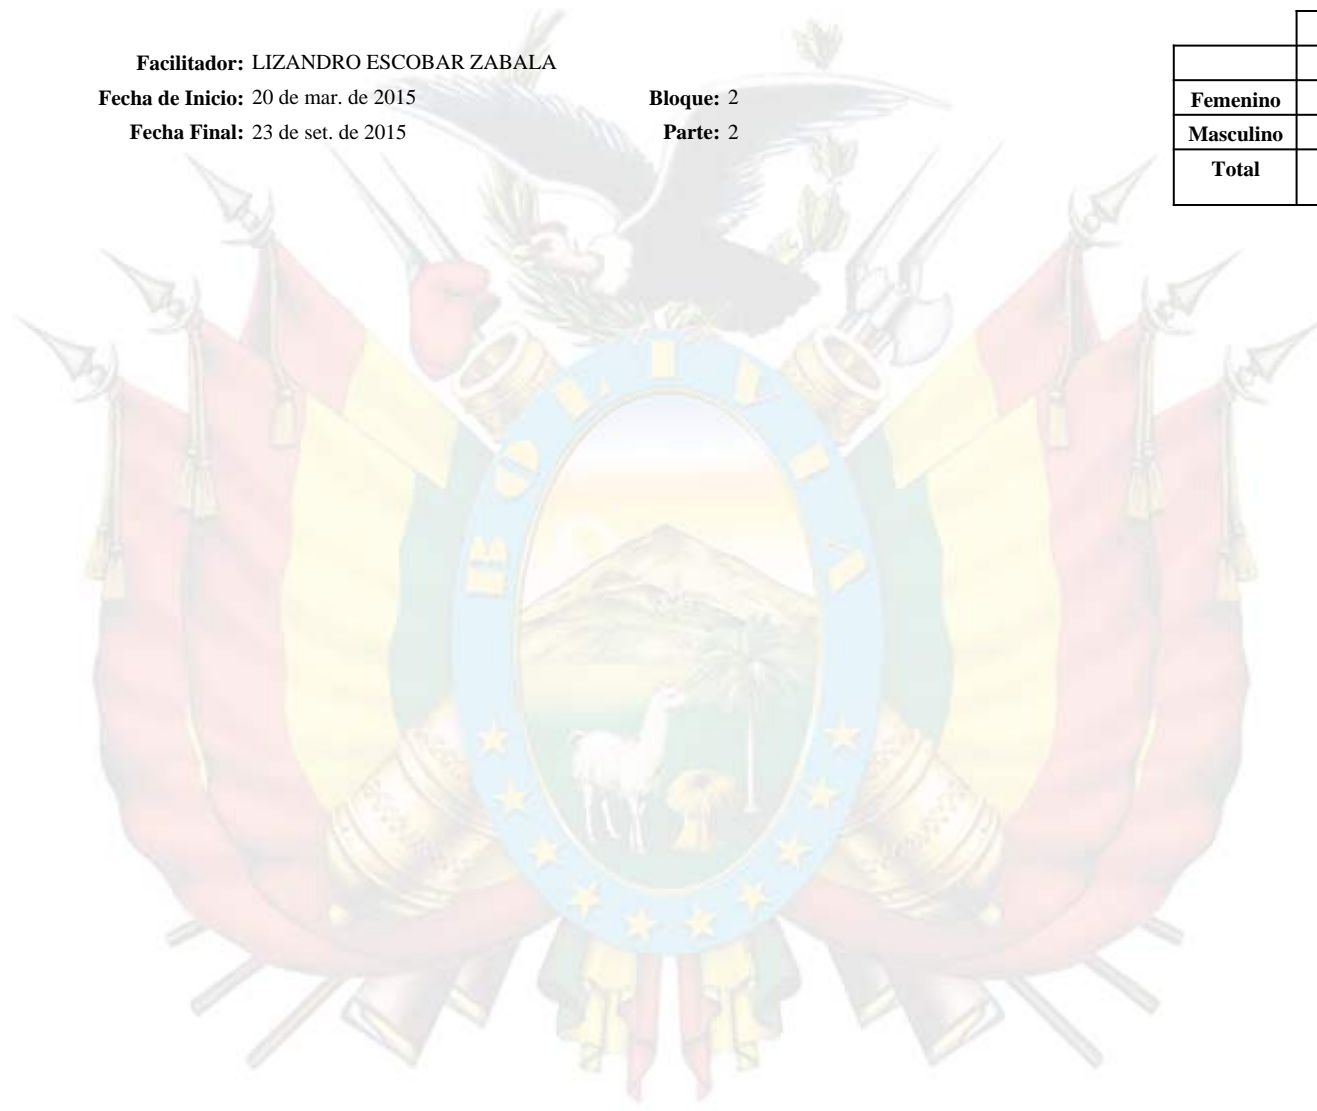 Facilitador: LIZANDRO ESCOBAR ZABALA
Fecha de Inicio: 20 de mar. de 2015 Bloque: 2
Fecha Final: 23 de set. de 2015 Parte: 2
Femenino
Masculino
Total
BOLIVIA